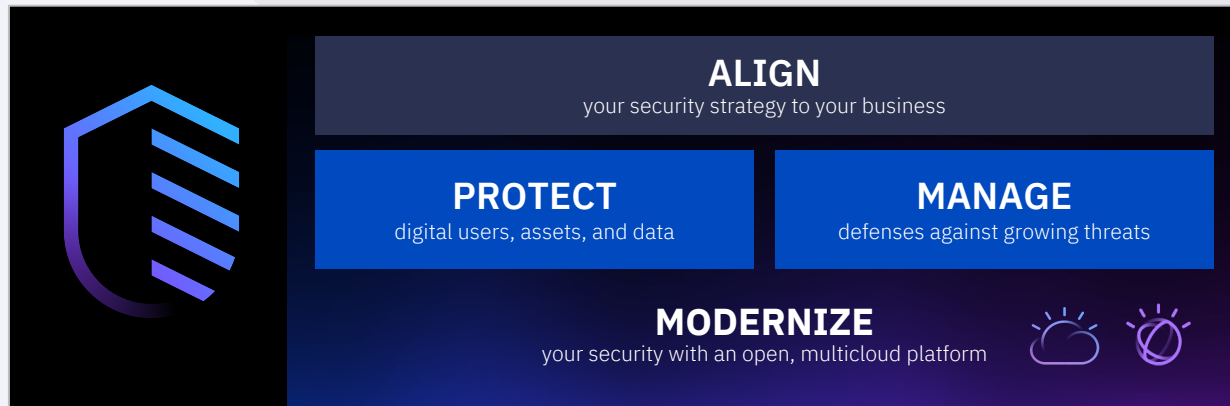 ALIGN
your security strategy to your business
PROTECT
digital users, assets, and data
MANAGE
defenses against growing threats
MODERNIZE
your security with an open, multicloud platform